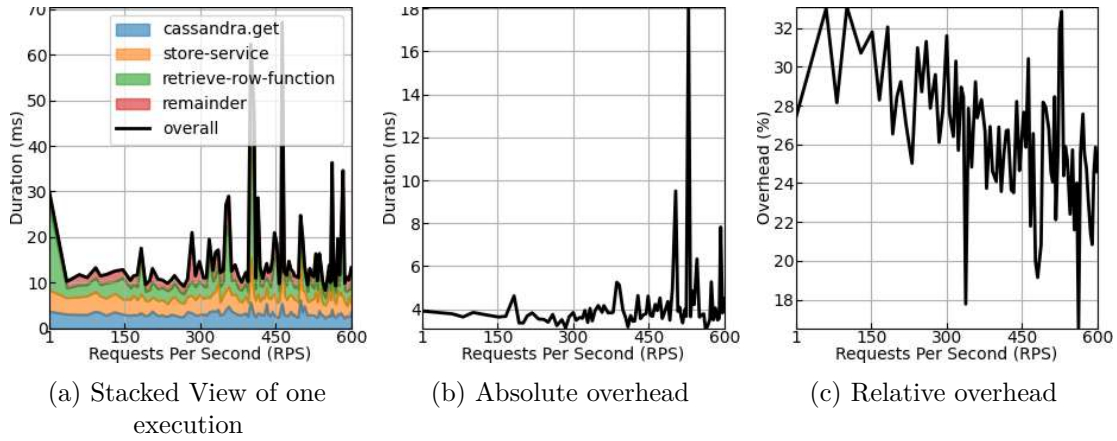 70
60
50
40
30
20
10
0
Duration (ms)
cassandra.get
store-service
retrieve-row-function
remainder
overall
1 150 300 450 600
Requests Per Second (RPS)
(a) Stacked View of one
execution
18
16
14
12
10
8
6
4
Duration (ms)
1 150 300 450 600
Requests Per Second (RPS)
(b) Absolute overhead
32
30
28
26
24
22
20
18
Overhead (%)
1 150 300 450 600
Requests Per Second (RPS)
(c) Relative overhead